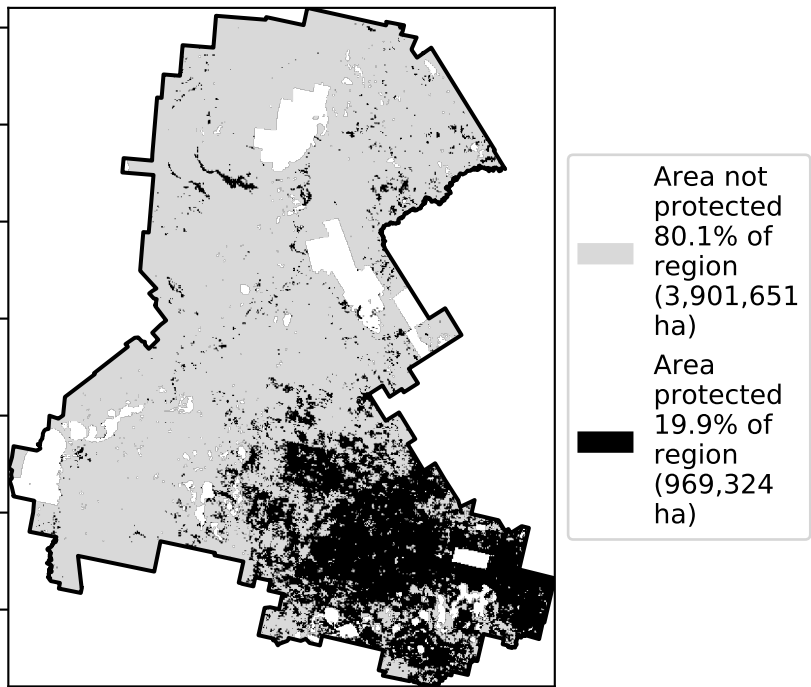 Area not
protected
80.1% of
region
(3,901,651
ha)
Area
protected
19.9% of
region
(969,324
ha)